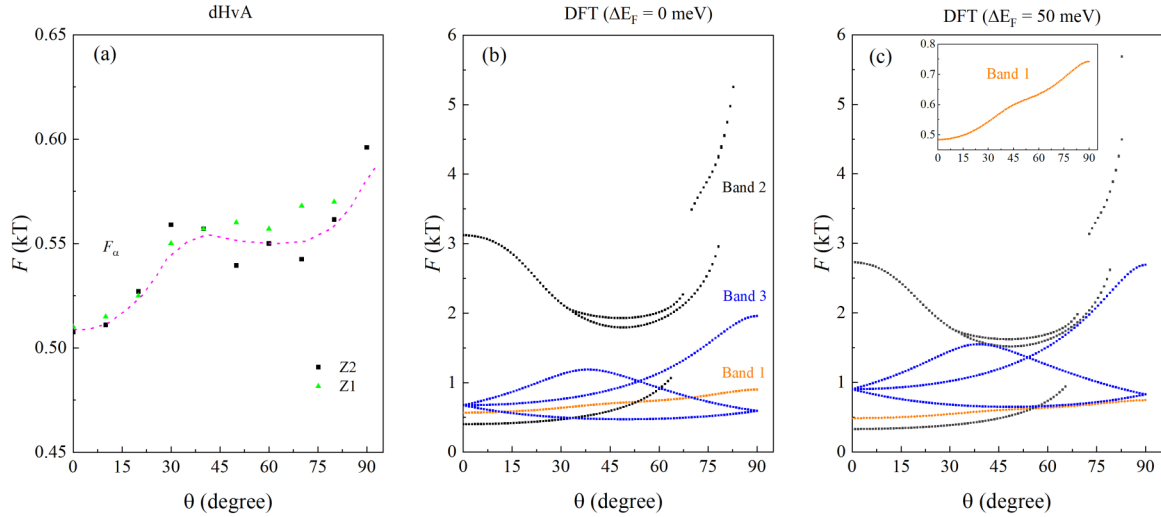 dHvA
DFT (ΔE_F = 0 meV)
DFT (ΔE_F = 50 meV)
(a)
0.65
0.60
0.55
0.50
0.45
F (kT)
F_α
Z2
Z1
0 15 30 45 60 75 90
θ (degree)
(b)
6
5
4
3
2
1
0
F (kT)
Band 2
Band 3
Band 1
0 15 30 45 60 75 90
θ (degree)
(c)
6
5
4
3
2
1
0
F (kT)
0.8
0.7
0.6
0.5
Band 1
0 15 30 45 60 75 90
0 15 30 45 60 75 90
θ (degree)